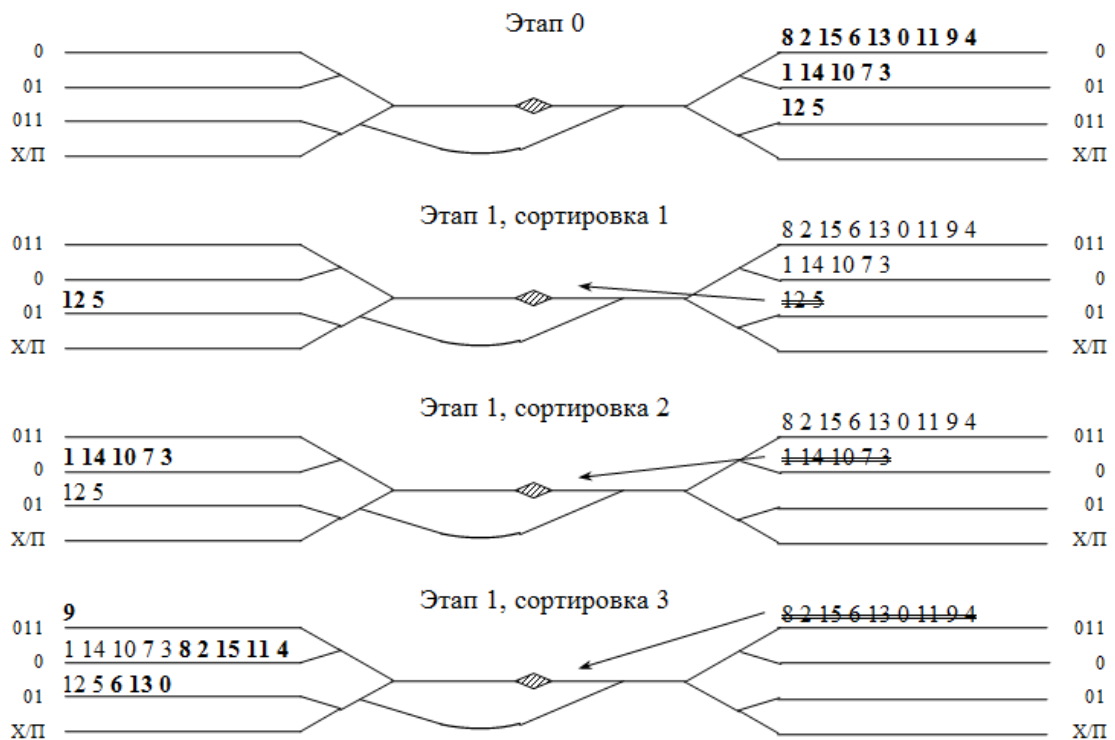 Этап 0
0 8 2 15 6 13 0 11 9 4 0
01 1 14 10 7 3 01
011 12 5 011
Х/П Х/П
Этап 1, сортировка 1
011 8 2 15 6 13 0 11 9 4 011
0 1 14 10 7 3 0
01 12 5 12 5 01
Х/П Х/П
Этап 1, сортировка 2
011 8 2 15 6 13 0 11 9 4 011
0 1 14 10 7 3 1 14 10 7 3 0
01 12 5 01
Х/П Х/П
Этап 1, сортировка 3
011 9 8 2 15 6 13 0 11 9 4 011
0 1 14 10 7 3 8 2 15 11 4 0
01 12 5 6 13 0 01
Х/П Х/П